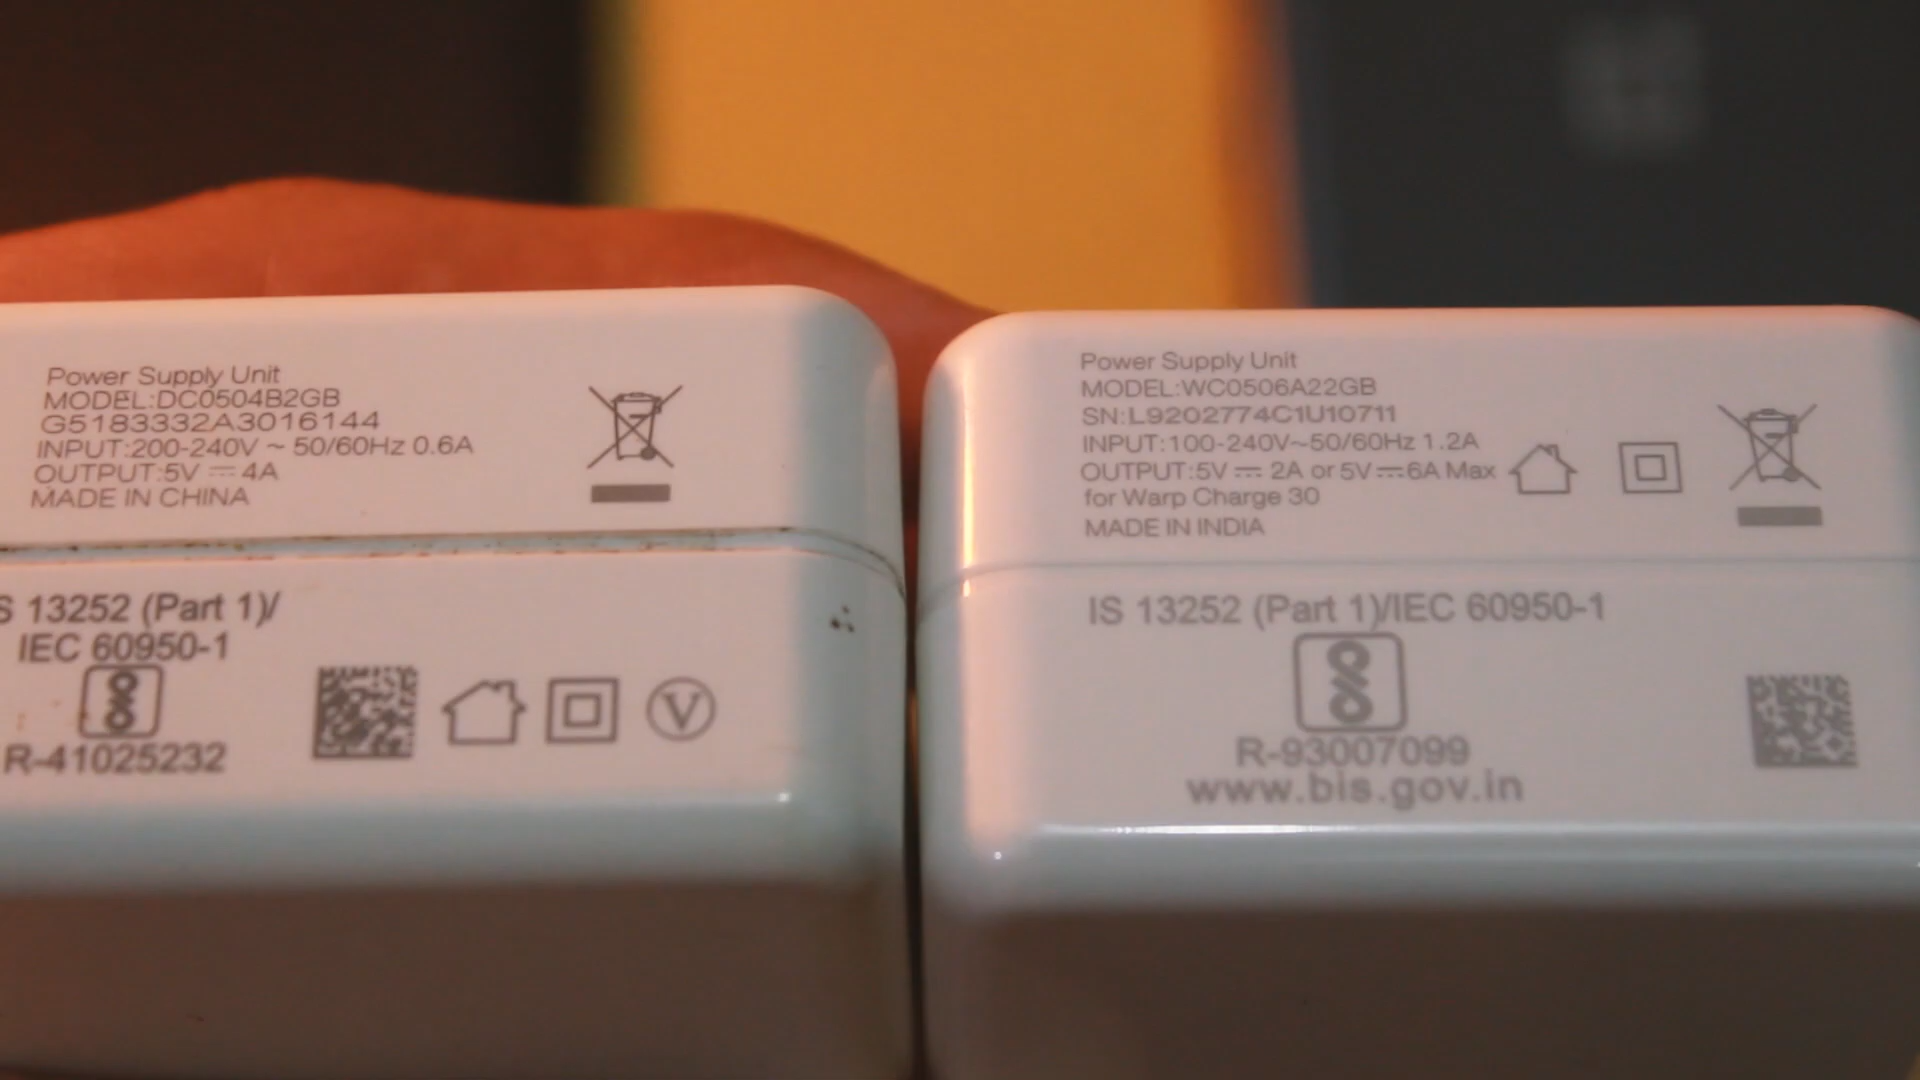 Power Supply Unit
MODEL:DC0504B2GB
G5183332A3016144
INPUT:200-240V ~ 50/60Hz 0.6A
OUTPUT:5V ⎓ 4A
MADE IN CHINA
S 13252 (Part 1)/
IEC 60950-1
R-41025232
V
Power Supply Unit
MODEL:WC0506A22GB
SN:L9202774C1U10711
INPUT:100-240V~50/60Hz 1.2A
OUTPUT:5V ⎓ 2A or 5V ⎓ 6A Max
for Warp Charge 30
MADE IN INDIA
IS 13252 (Part 1)/IEC 60950-1
R-93007099
www.bis.gov.in